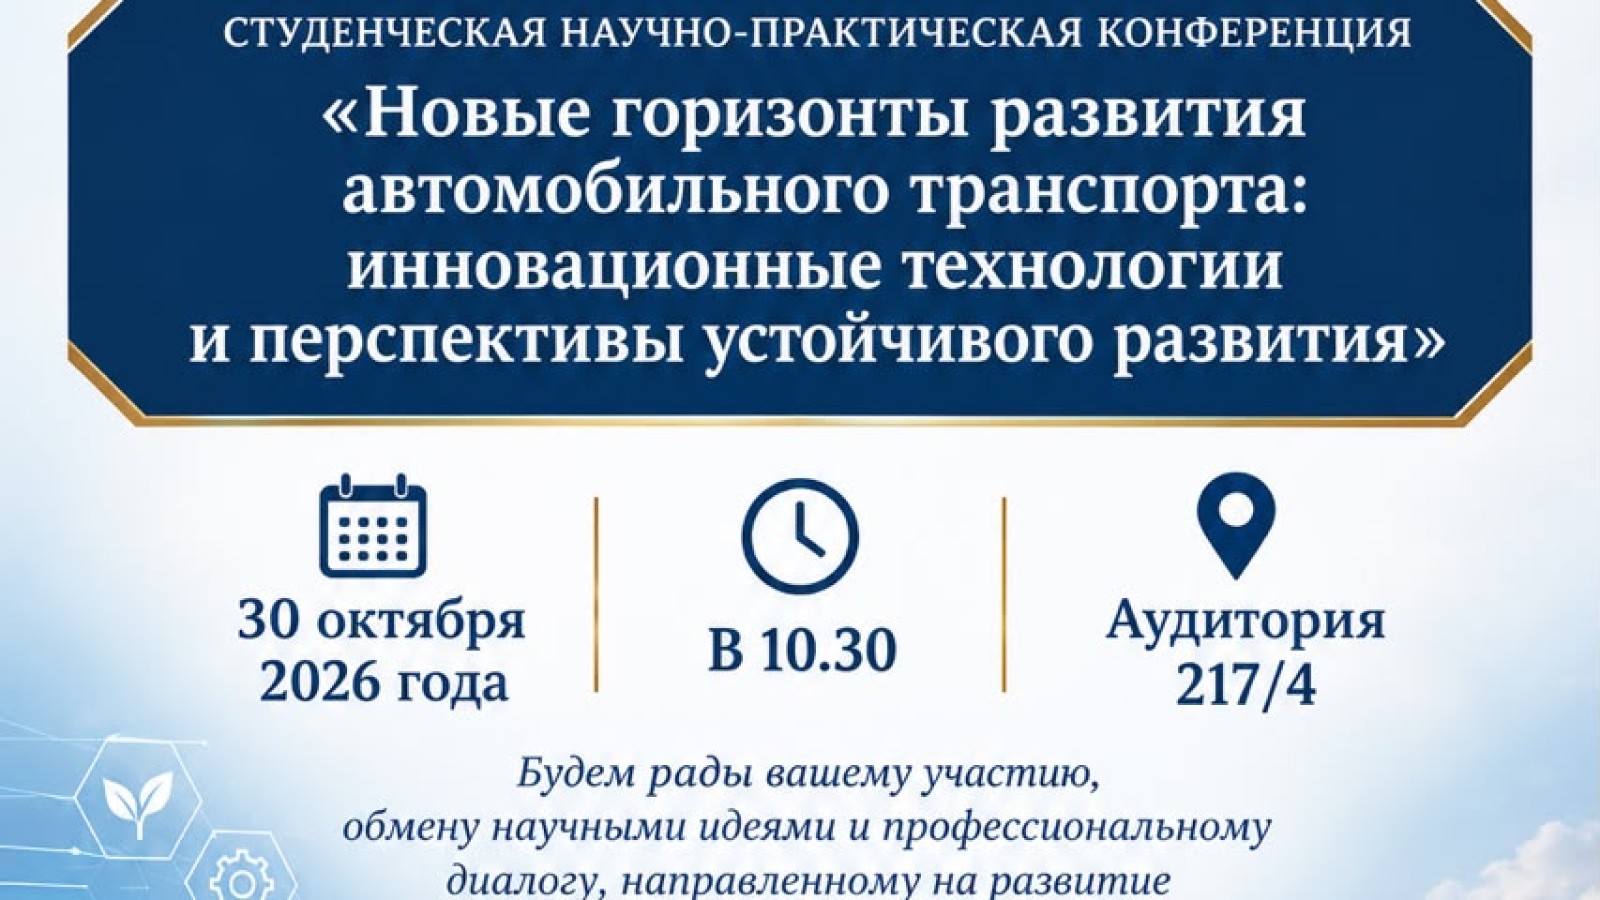 СТУДЕНЧЕСКАЯ НАУЧНО-ПРАКТИЧЕСКАЯ КОНФЕРЕНЦИЯ
«Новые горизонты развития
автомобильного транспорта:
инновационные технологии
и перспективы устойчивого развития»
30 октября
2026 года
В 10.30
Аудитория
217/4
Будем рады вашему участию,
обмену научными идеями и профессиональному
диалогу, направленному на развитие